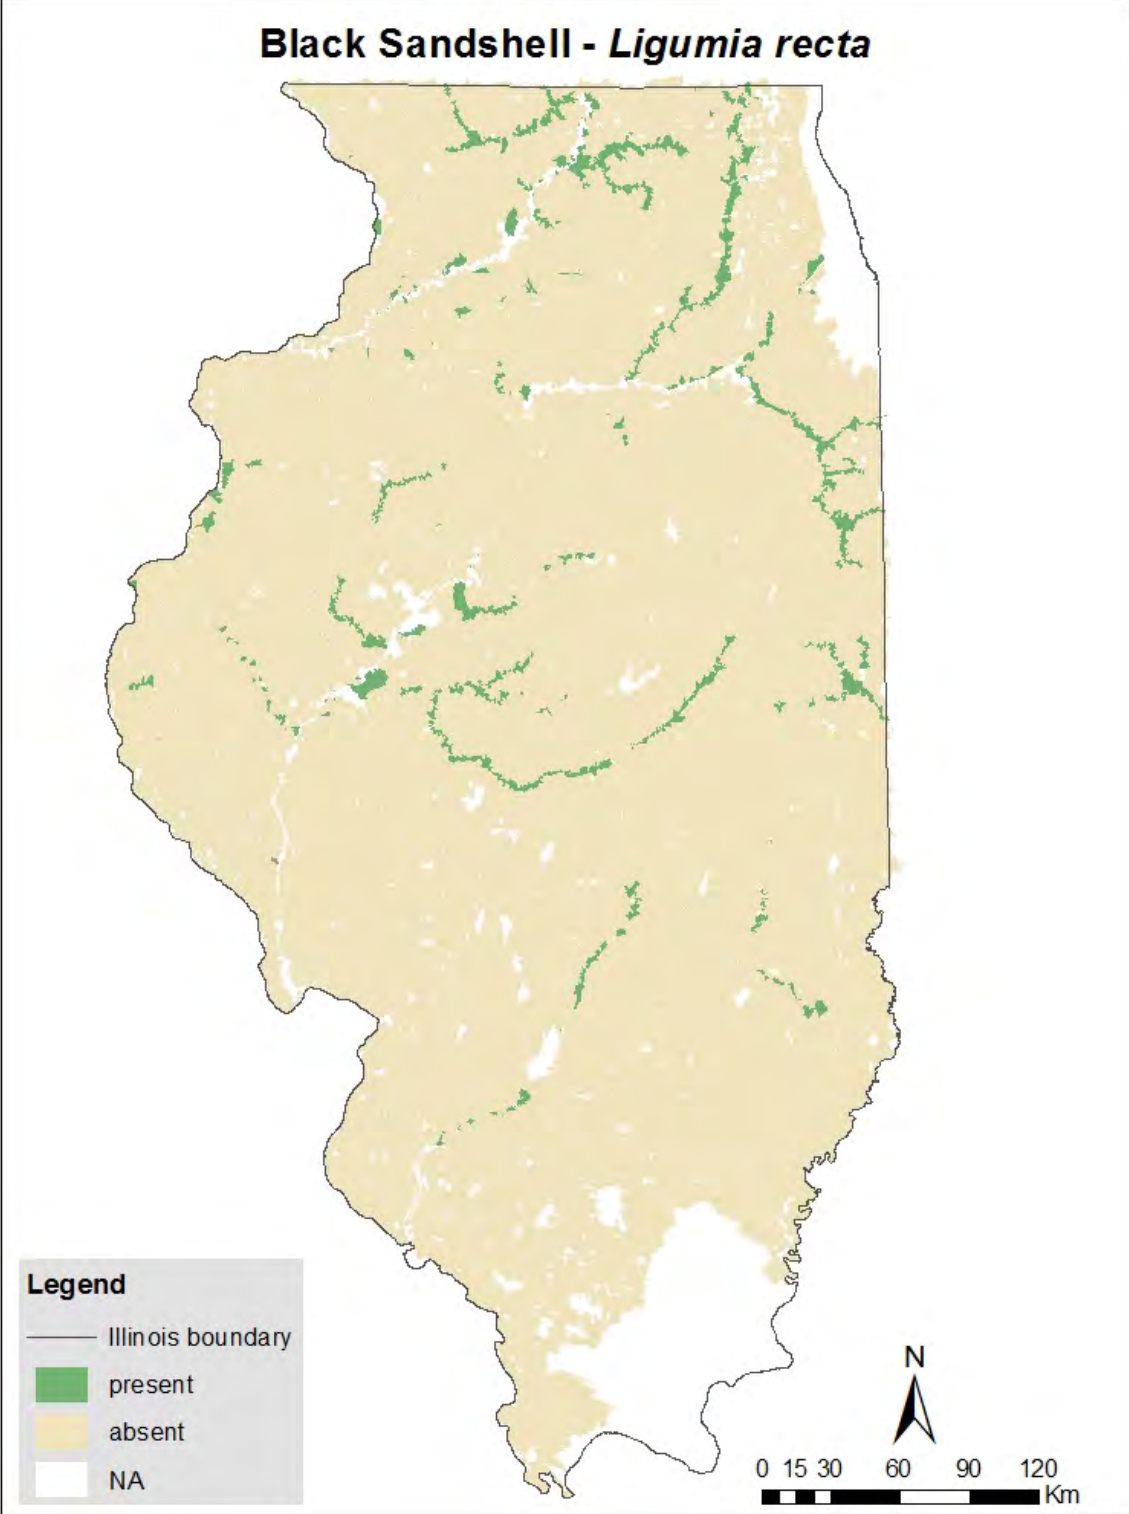 Black Sandshell - Ligumia recta
Legend
Illinois boundary
present
absent
NA
N
0 15 30 60 90 120
Km